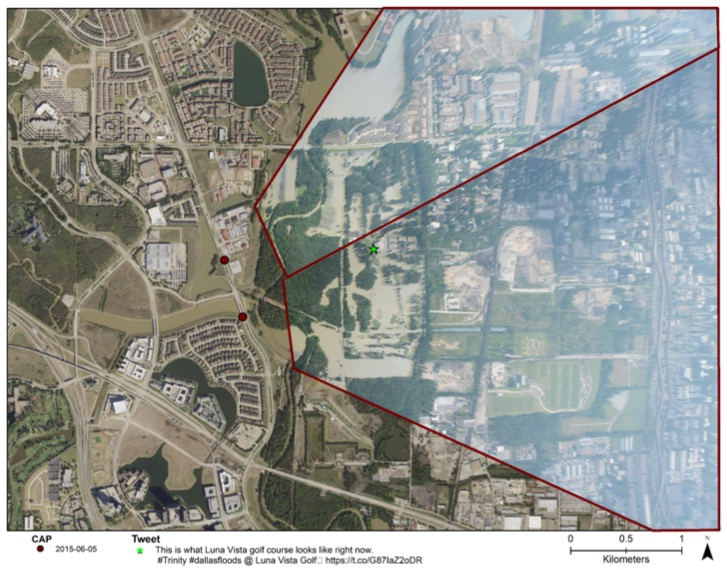 CAP
2015-06-05
Tweet
This is what Luna Vista golf course looks like right now.
#Trinity #dallasfloods @ Luna Vista Golf□ https://t.co/G87IaZ2oDR
0 0.5 1
Kilometers
N